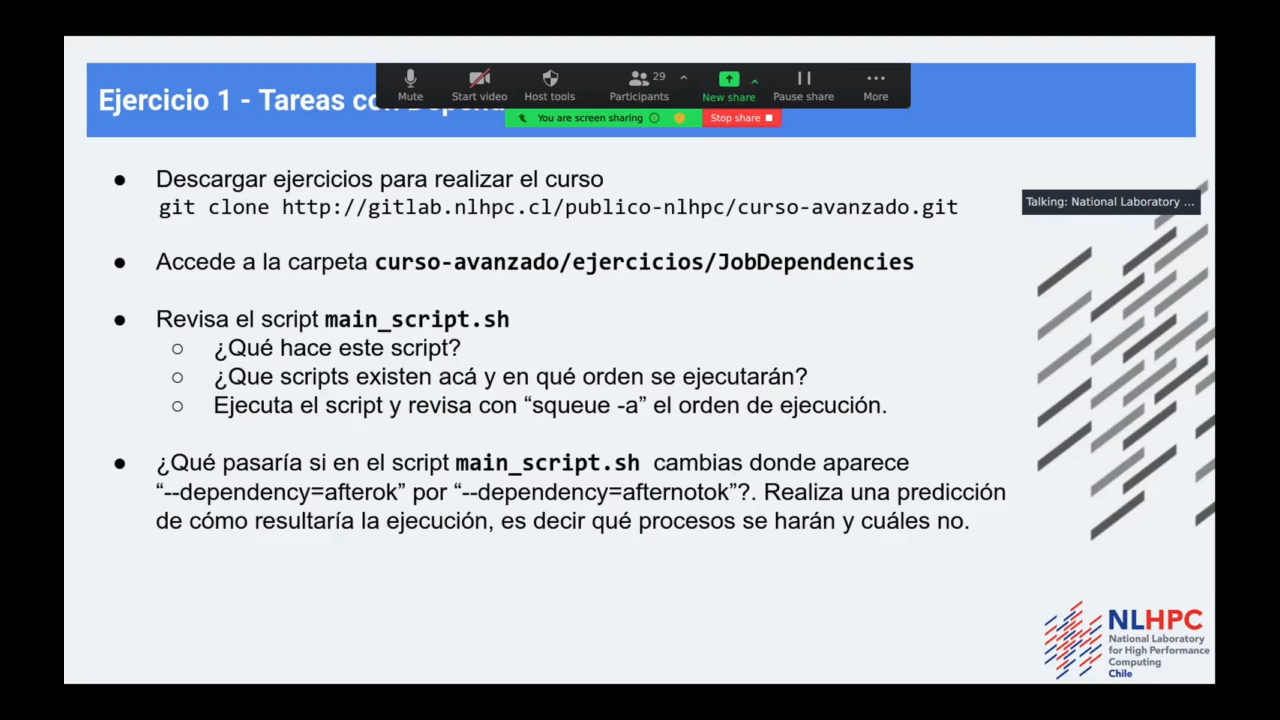 Ejercicio 1 - Tareas
Mute
Start video
Host tools
29
Participants
New share
Pause share
More
You are screen sharing
Stop share
Talking: National Laboratory ...
● Descargar ejercicios para realizar el curso
git clone http://gitlab.nlhpc.cl/publico-nlhpc/curso-avanzado.git
● Accede a la carpeta curso-avanzado/ejercicios/JobDependencies
● Revisa el script main_script.sh
○ ¿Qué hace este script?
○ ¿Que scripts existen acá y en qué orden se ejecutarán?
○ Ejecuta el script y revisa con “squeue -a” el orden de ejecución.
● ¿Qué pasaría si en el script main_script.sh cambias donde aparece
“--dependency=afterok” por “--dependency=afternotok”?. Realiza una predicción
de cómo resultaría la ejecución, es decir qué procesos se harán y cuáles no.
NLHPC
National Laboratory
for High Performance
Computing
Chile